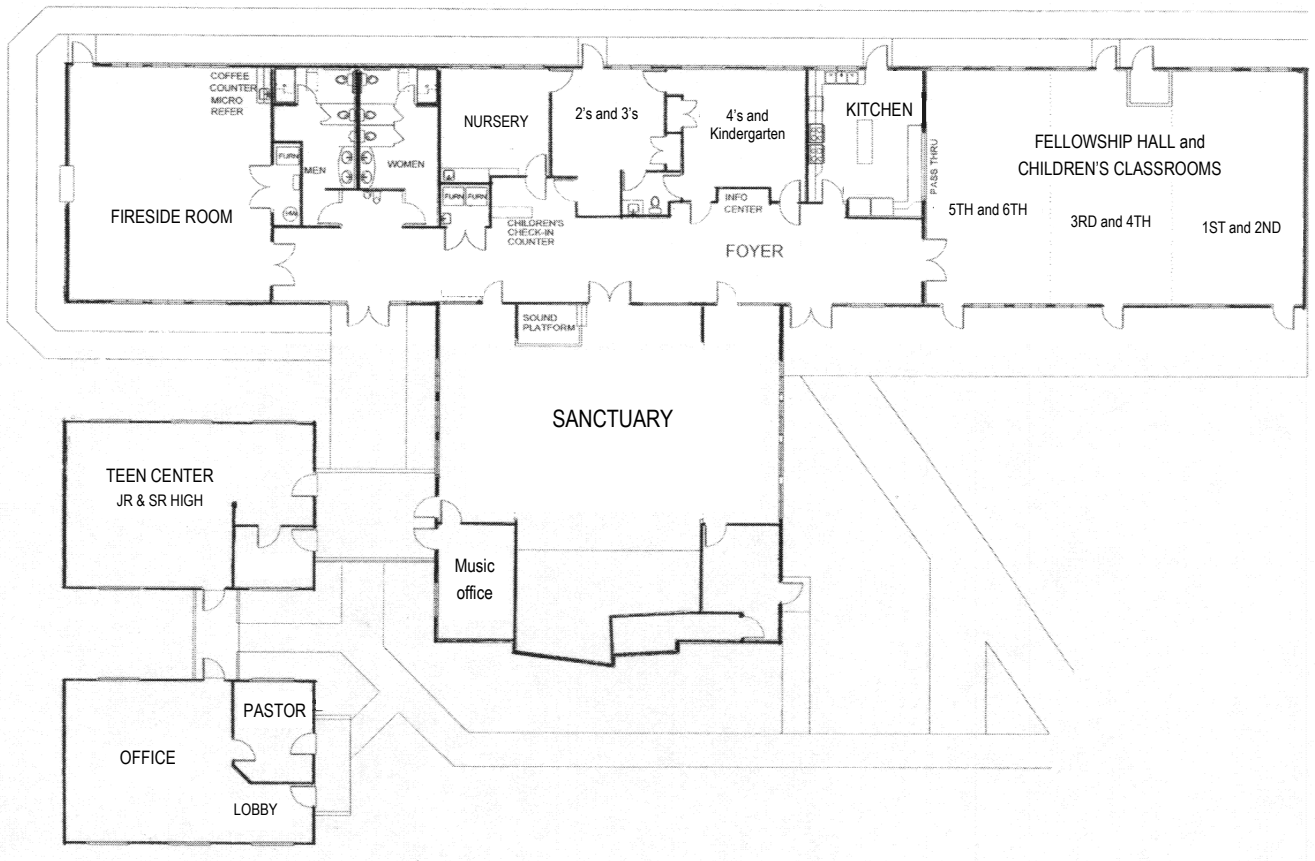 COFFEE
COUNTER
MICRO
REFER
FURN
MEN
WOMEN
FIRESIDE ROOM
NURSERY
FURN
FURN
CHILDREN'S
CHECK-IN
COUNTER
2's and 3's
4's and
Kindergarten
INFO
CENTER
KITCHEN
PASS THRU
FOYER
FELLOWSHIP HALL and
CHILDREN'S CLASSROOMS
5TH and 6TH
3RD and 4TH
1ST and 2ND
SOUND
PLATFORM
SANCTUARY
TEEN CENTER
JR & SR HIGH
Music
office
PASTOR
OFFICE
LOBBY